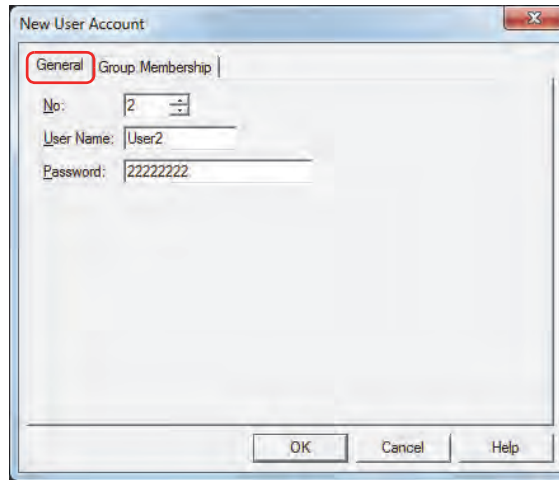 New User Account
General Group Membership
No: 2
User Name: User2
Password: 22222222
OK Cancel Help